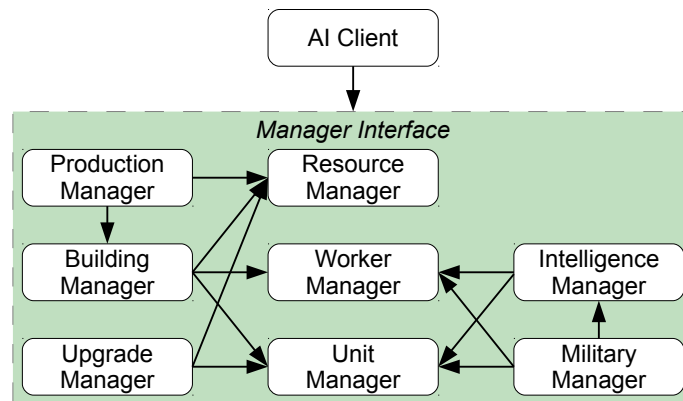 AI Client
Manager Interface
Production
Manager
Resource
Manager
Building
Manager
Worker
Manager
Intelligence
Manager
Upgrade
Manager
Unit
Manager
Military
Manager